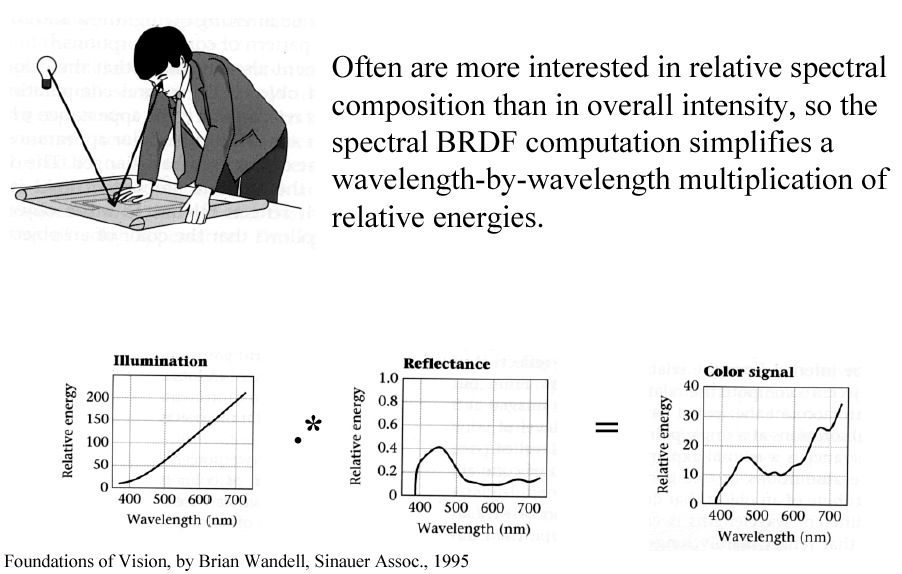 Often are more interested in relative spectral
composition than in overall intensity, so the
spectral BRDF computation simplifies a
wavelength-by-wavelength multiplication of
relative energies.
Illumination
Relative energy
200
150
100
50
0
400 500 600 700
Wavelength (nm)
.*
Reflectance
Relative energy
1.0
0.8
0.6
0.4
0.2
0
400 500 600 700
Wavelength (nm)
=
Color signal
Relative energy
40
30
20
10
0
400 500 600 700
Wavelength (nm)
Foundations of Vision, by Brian Wandell, Sinauer Assoc., 1995